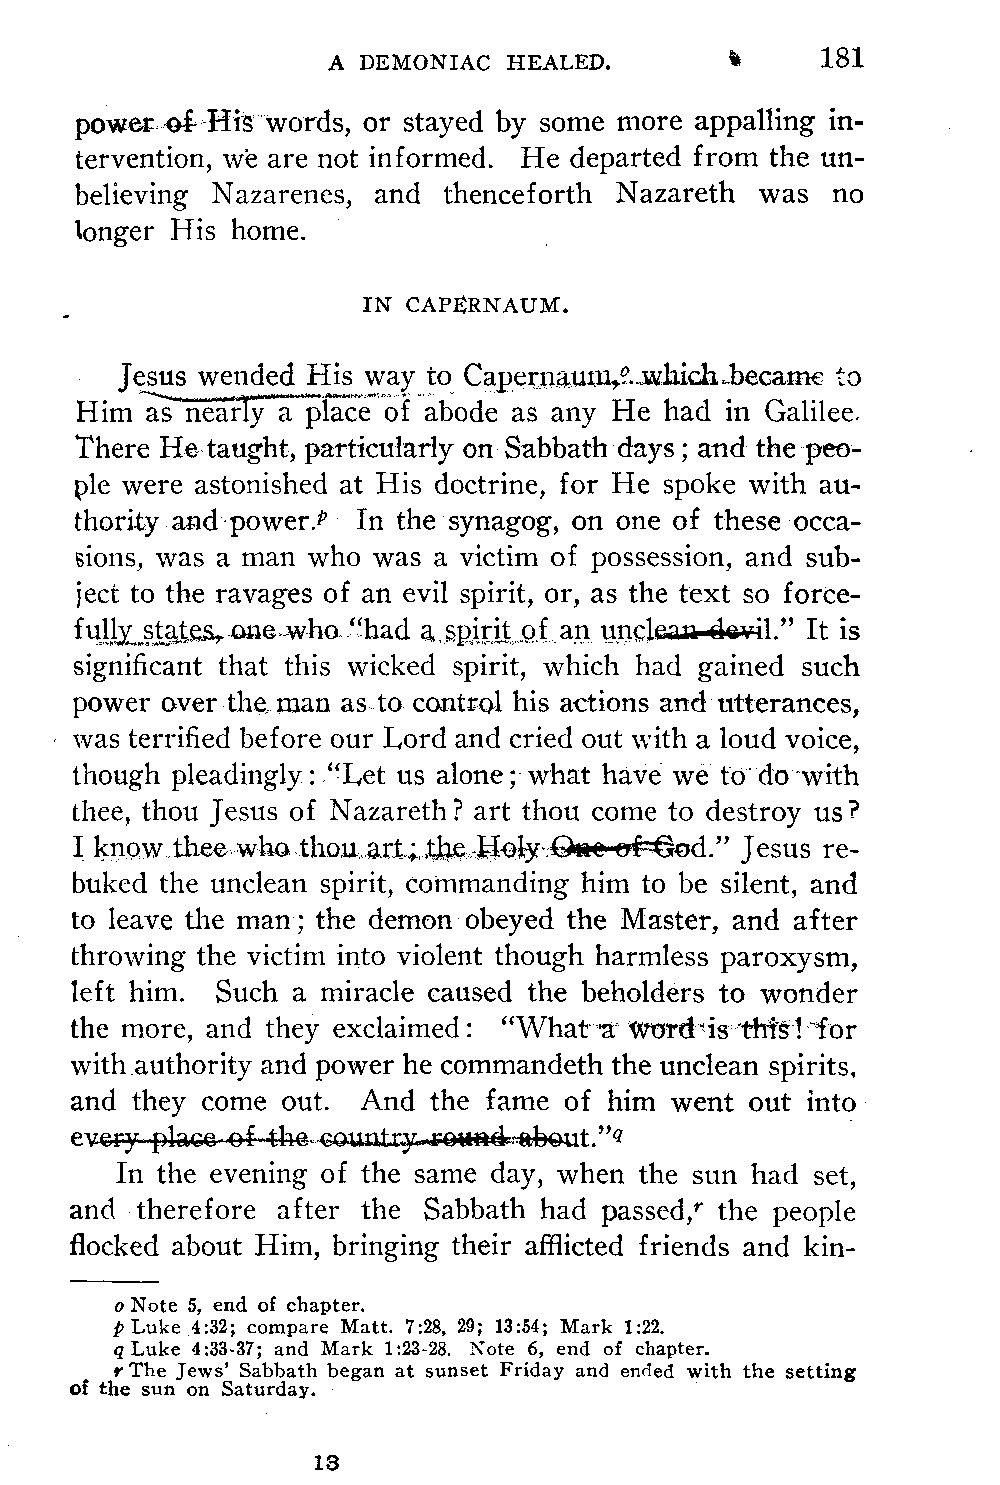 A DEMONIAC HEALED. 181
power of His words, or stayed by some more appalling in-
tervention, we are not informed. He departed from the un-
believing Nazarenes, and thenceforth Nazareth was no
longer His home.
IN CAPERNAUM.
Jesus wended His way to Capernaum,o which became to
Him as nearly a place of abode as any He had in Galilee.
There He taught, particularly on Sabbath days; and the peo-
ple were astonished at His doctrine, for He spoke with au-
thority and power.p In the synagog, on one of these occa-
sions, was a man who was a victim of possession, and sub-
ject to the ravages of an evil spirit, or, as the text so force-
fully states, one who "had a spirit of an unclean devil." It is
significant that this wicked spirit, which had gained such
power over the man as to control his actions and utterances,
was terrified before our Lord and cried out with a loud voice,
though pleadingly: "Let us alone; what have we to do with
thee, thou Jesus of Nazareth? art thou come to destroy us?
I know thee who thou art; the Holy One of God." Jesus re-
buked the unclean spirit, commanding him to be silent, and
to leave the man; the demon obeyed the Master, and after
throwing the victim into violent though harmless paroxysm,
left him. Such a miracle caused the beholders to wonder
the more, and they exclaimed: "What a word is this! for
with authority and power he commandeth the unclean spirits,
and they come out. And the fame of him went out into
every place of the country round about."q
In the evening of the same day, when the sun had set,
and therefore after the Sabbath had passed,r the people
flocked about Him, bringing their afflicted friends and kin-
o Note 5, end of chapter.
p Luke 4:32; compare Matt. 7:28, 29; 13:54; Mark 1:22.
q Luke 4:33-37; and Mark 1:23-28. Note 6, end of chapter.
r The Jews' Sabbath began at sunset Friday and ended with the setting
of the sun on Saturday.
13